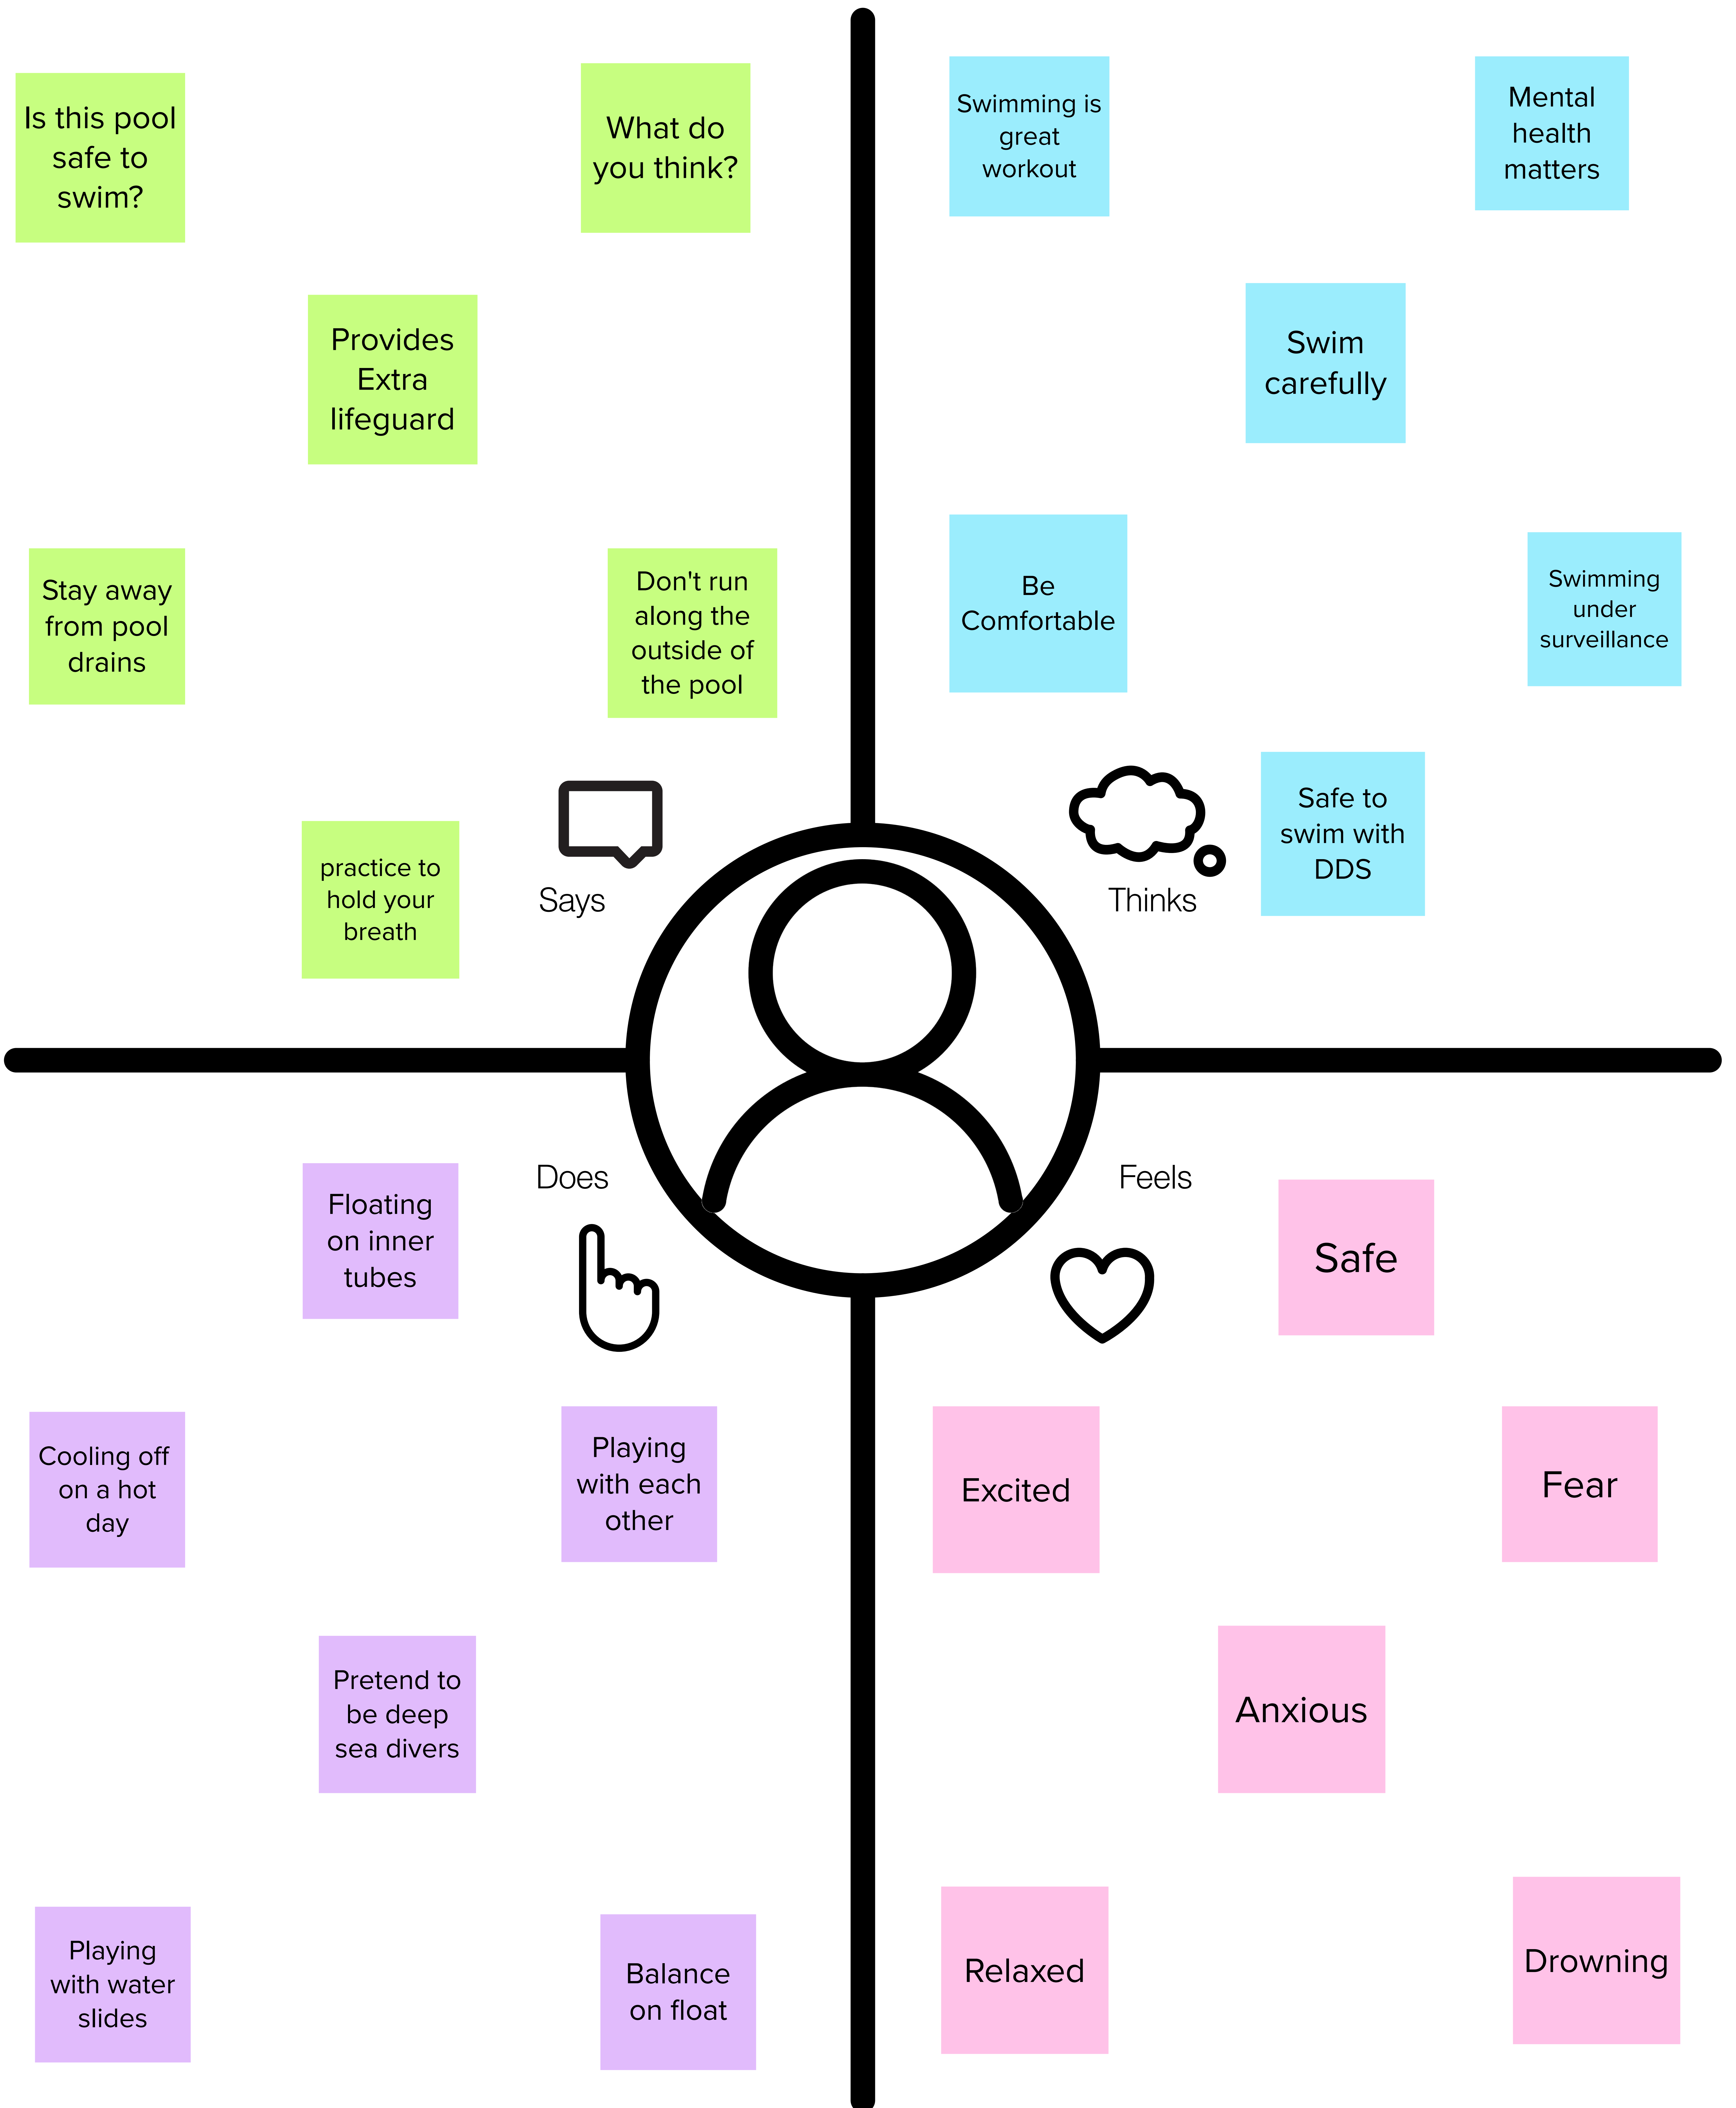 Is this pool
safe to
swim?
What do
you think?
Provides
Extra
lifeguard
Stay away
from pool
drains
Don't run
along the
outside of
the pool
practice to
hold your
breath
Says
Swimming is
great
workout
Mental
health
matters
Swim
carefully
Be
Comfortable
Swimming
under
surveillance
Safe to
swim with
DDS
Thinks
Does
Floating
on inner
tubes
Cooling off
on a hot
day
Playing
with each
other
Pretend to
be deep
sea divers
Playing
with water
slides
Balance
on float
Feels
Safe
Excited
Fear
Anxious
Relaxed
Drowning